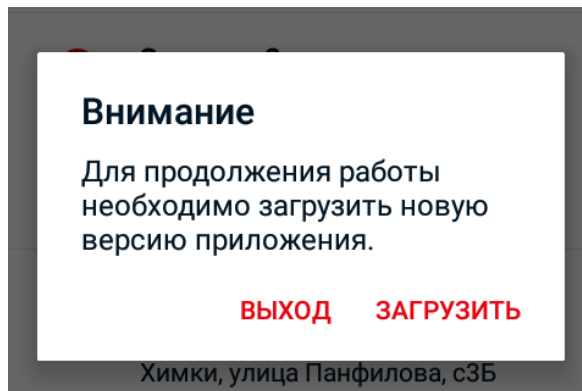 Внимание
Для продолжения работы
необходимо загрузить новую
версию приложения.
ВЫХОД ЗАГРУЗИТЬ
Химки, улица Панфилова, с3Б